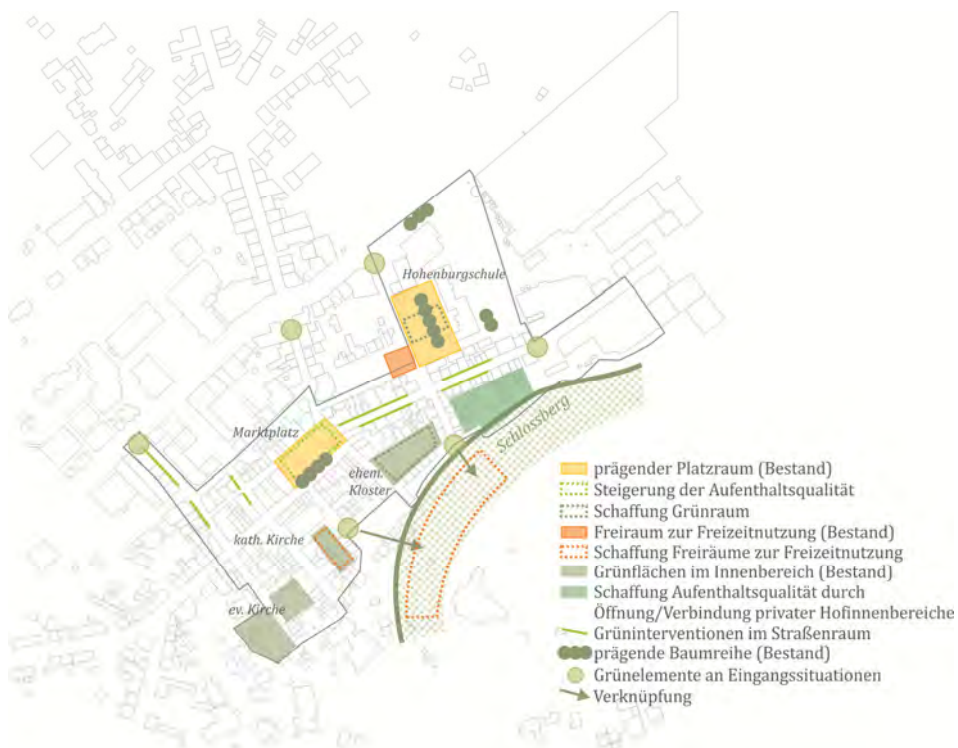 Hohenburgschule
Marktplatz
ehem.
Kloster
Schlossberg
kath. Kirche
ev. Kirche
prägender Platzraum (Bestand)
Steigerung der Aufenthaltsqualität
Schaffung Grünraum
Freiraum zur Freizeitnutzung (Bestand)
Schaffung Freiräume zur Freizeitnutzung
Grünflächen im Innenbereich (Bestand)
Schaffung Aufenthaltsqualität durch
Öffnung/Verbindung privater Hofinnenbereiche
Grüninterventionen im Straßenraum
prägende Baumreihe (Bestand)
Grünelemente an Eingangssituationen
Verknüpfung